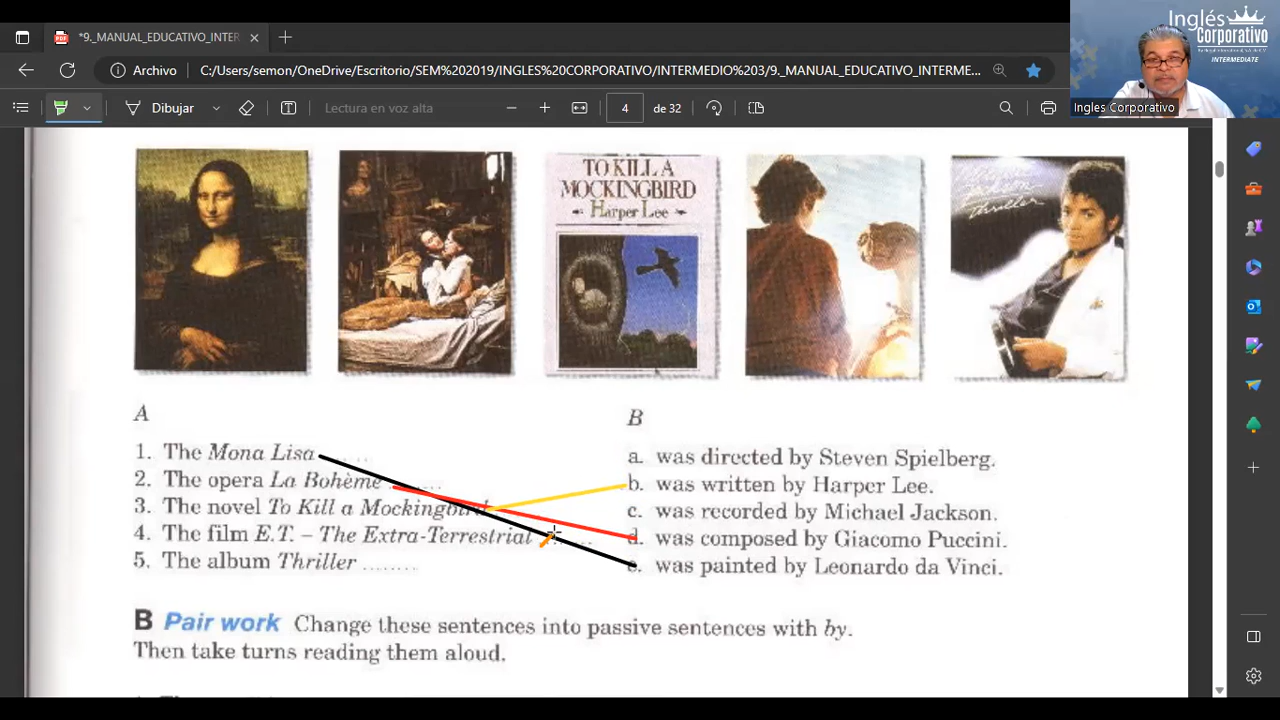 *9._MANUAL_EDUCATIVO_INTER
Archivo
C:/Users/semon/OneDrive/Escritorio/SEM%20319/INGLES%20CORPORATIVO/INTERMEDIO%203/9._MANUAL_EDUCATIVO_INTERME...
Dibujar
Lectura en voz alta
4
de 32
Inglés
Corporativo
INTERMEDIATE
Ingles Corporativo
TO KILL A
MOCKINGBIRD
Harper Lee
Thriller
A
1. The Mona Lisa ........
2. The opera La Bohème ........
3. The novel To Kill a Mockingbird
4. The film E.T. – The Extra-Terrestrial ........
5. The album Thriller ........
B
a. was directed by Steven Spielberg.
b. was written by Harper Lee.
c. was recorded by Michael Jackson.
d. was composed by Giacomo Puccini.
e. was painted by Leonardo da Vinci.
B Pair work Change these sentences into passive sentences with by.
Then take turns reading them aloud.